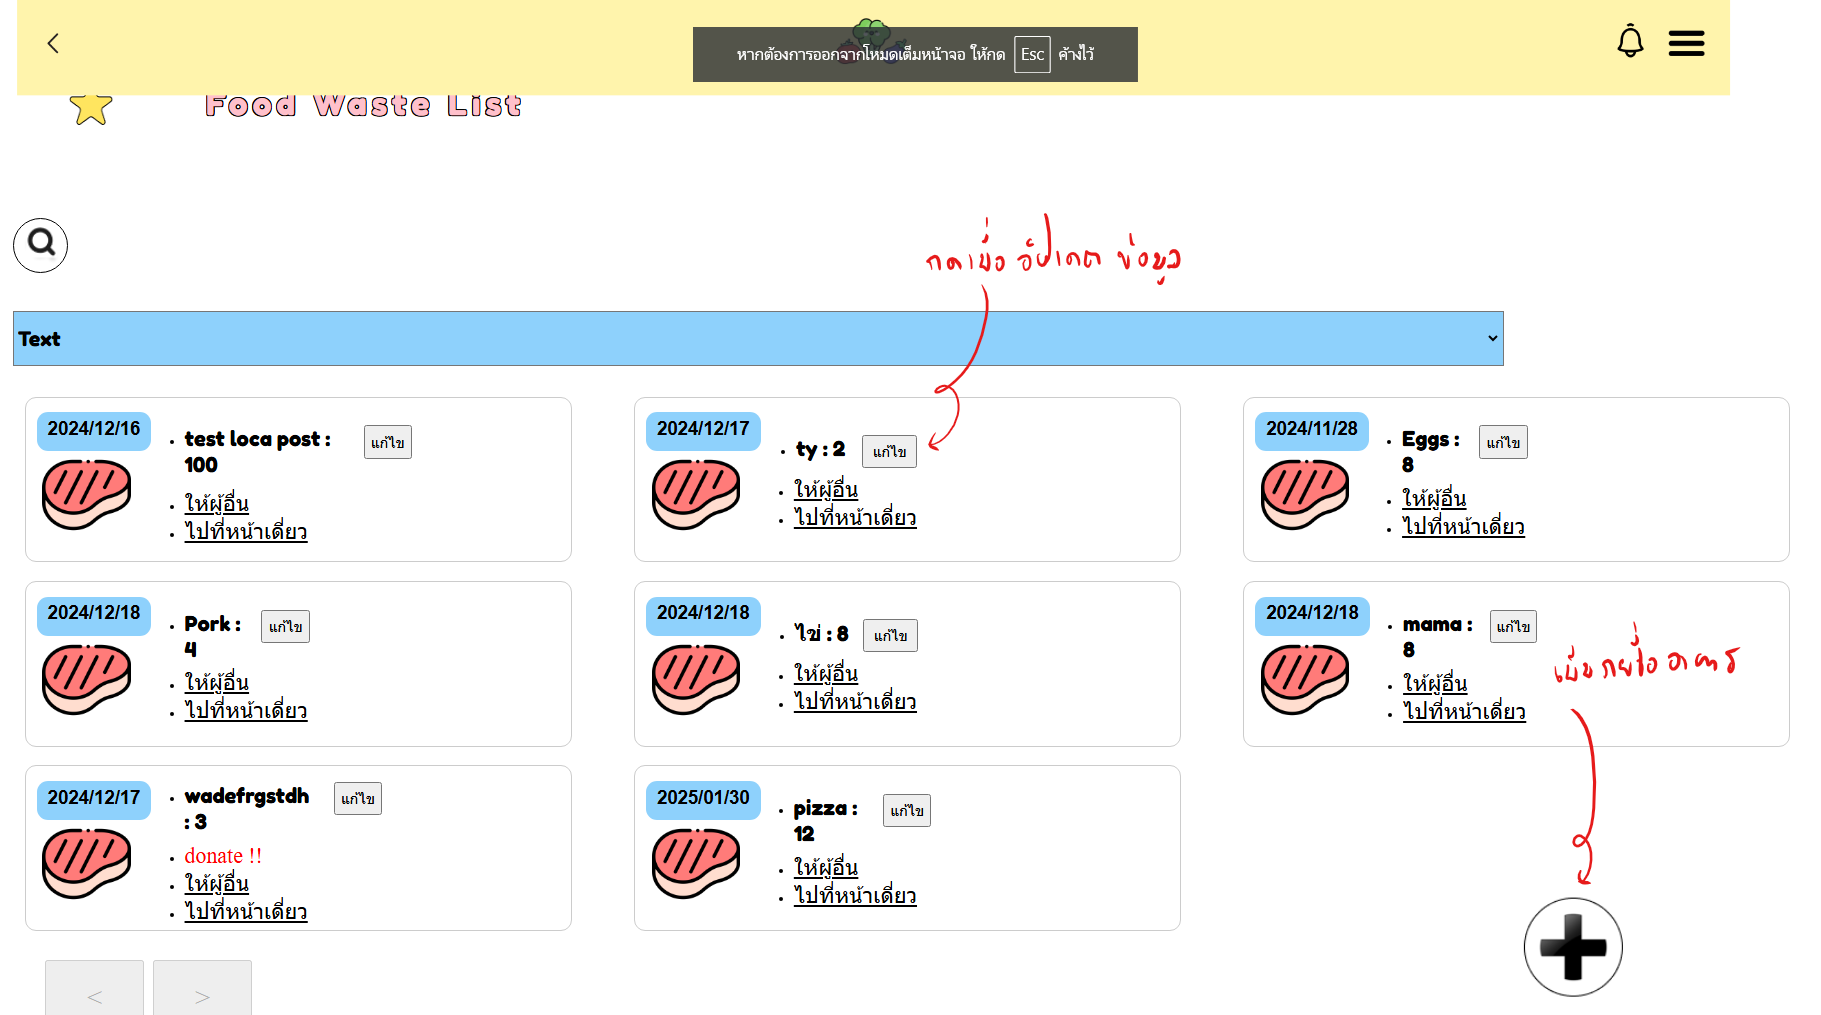 หากต้องการออกจากโหมดเต็มหน้าจอ ให้กด Esc ค้างไว้
Food Waste List
กดเพื่อ อัปเดต ข้อมูล
Text
2024/12/16
test loca post :
100
แก้ไข
ให้ผู้อื่น
ไปที่หน้าเดี่ยว
2024/12/17
ty : 2
แก้ไข
ให้ผู้อื่น
ไปที่หน้าเดี่ยว
2024/11/28
Eggs :
8
แก้ไข
ให้ผู้อื่น
ไปที่หน้าเดี่ยว
2024/12/18
Pork :
4
แก้ไข
ให้ผู้อื่น
ไปที่หน้าเดี่ยว
2024/12/18
ไข่ : 8
แก้ไข
ให้ผู้อื่น
ไปที่หน้าเดี่ยว
2024/12/18
mama :
8
แก้ไข
ให้ผู้อื่น
ไปที่หน้าเดี่ยว
อาหาร
2024/12/17
wadefrgstdh
: 3
แก้ไข
donate !!
ให้ผู้อื่น
ไปที่หน้าเดี่ยว
2025/01/30
pizza :
12
แก้ไข
ให้ผู้อื่น
ไปที่หน้าเดี่ยว
< >